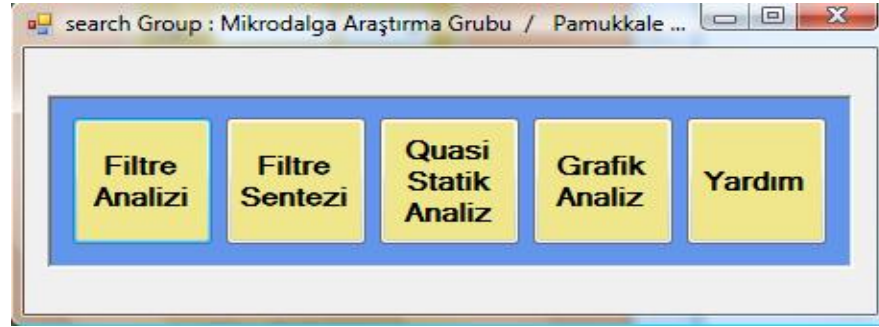 search Group : Mikrodalga Araştırma Grubu / Pamukkale ...
Filtre
Analizi
Filtre
Sentezi
Quasi
Statik
Analiz
Grafik
Analiz
Yardım